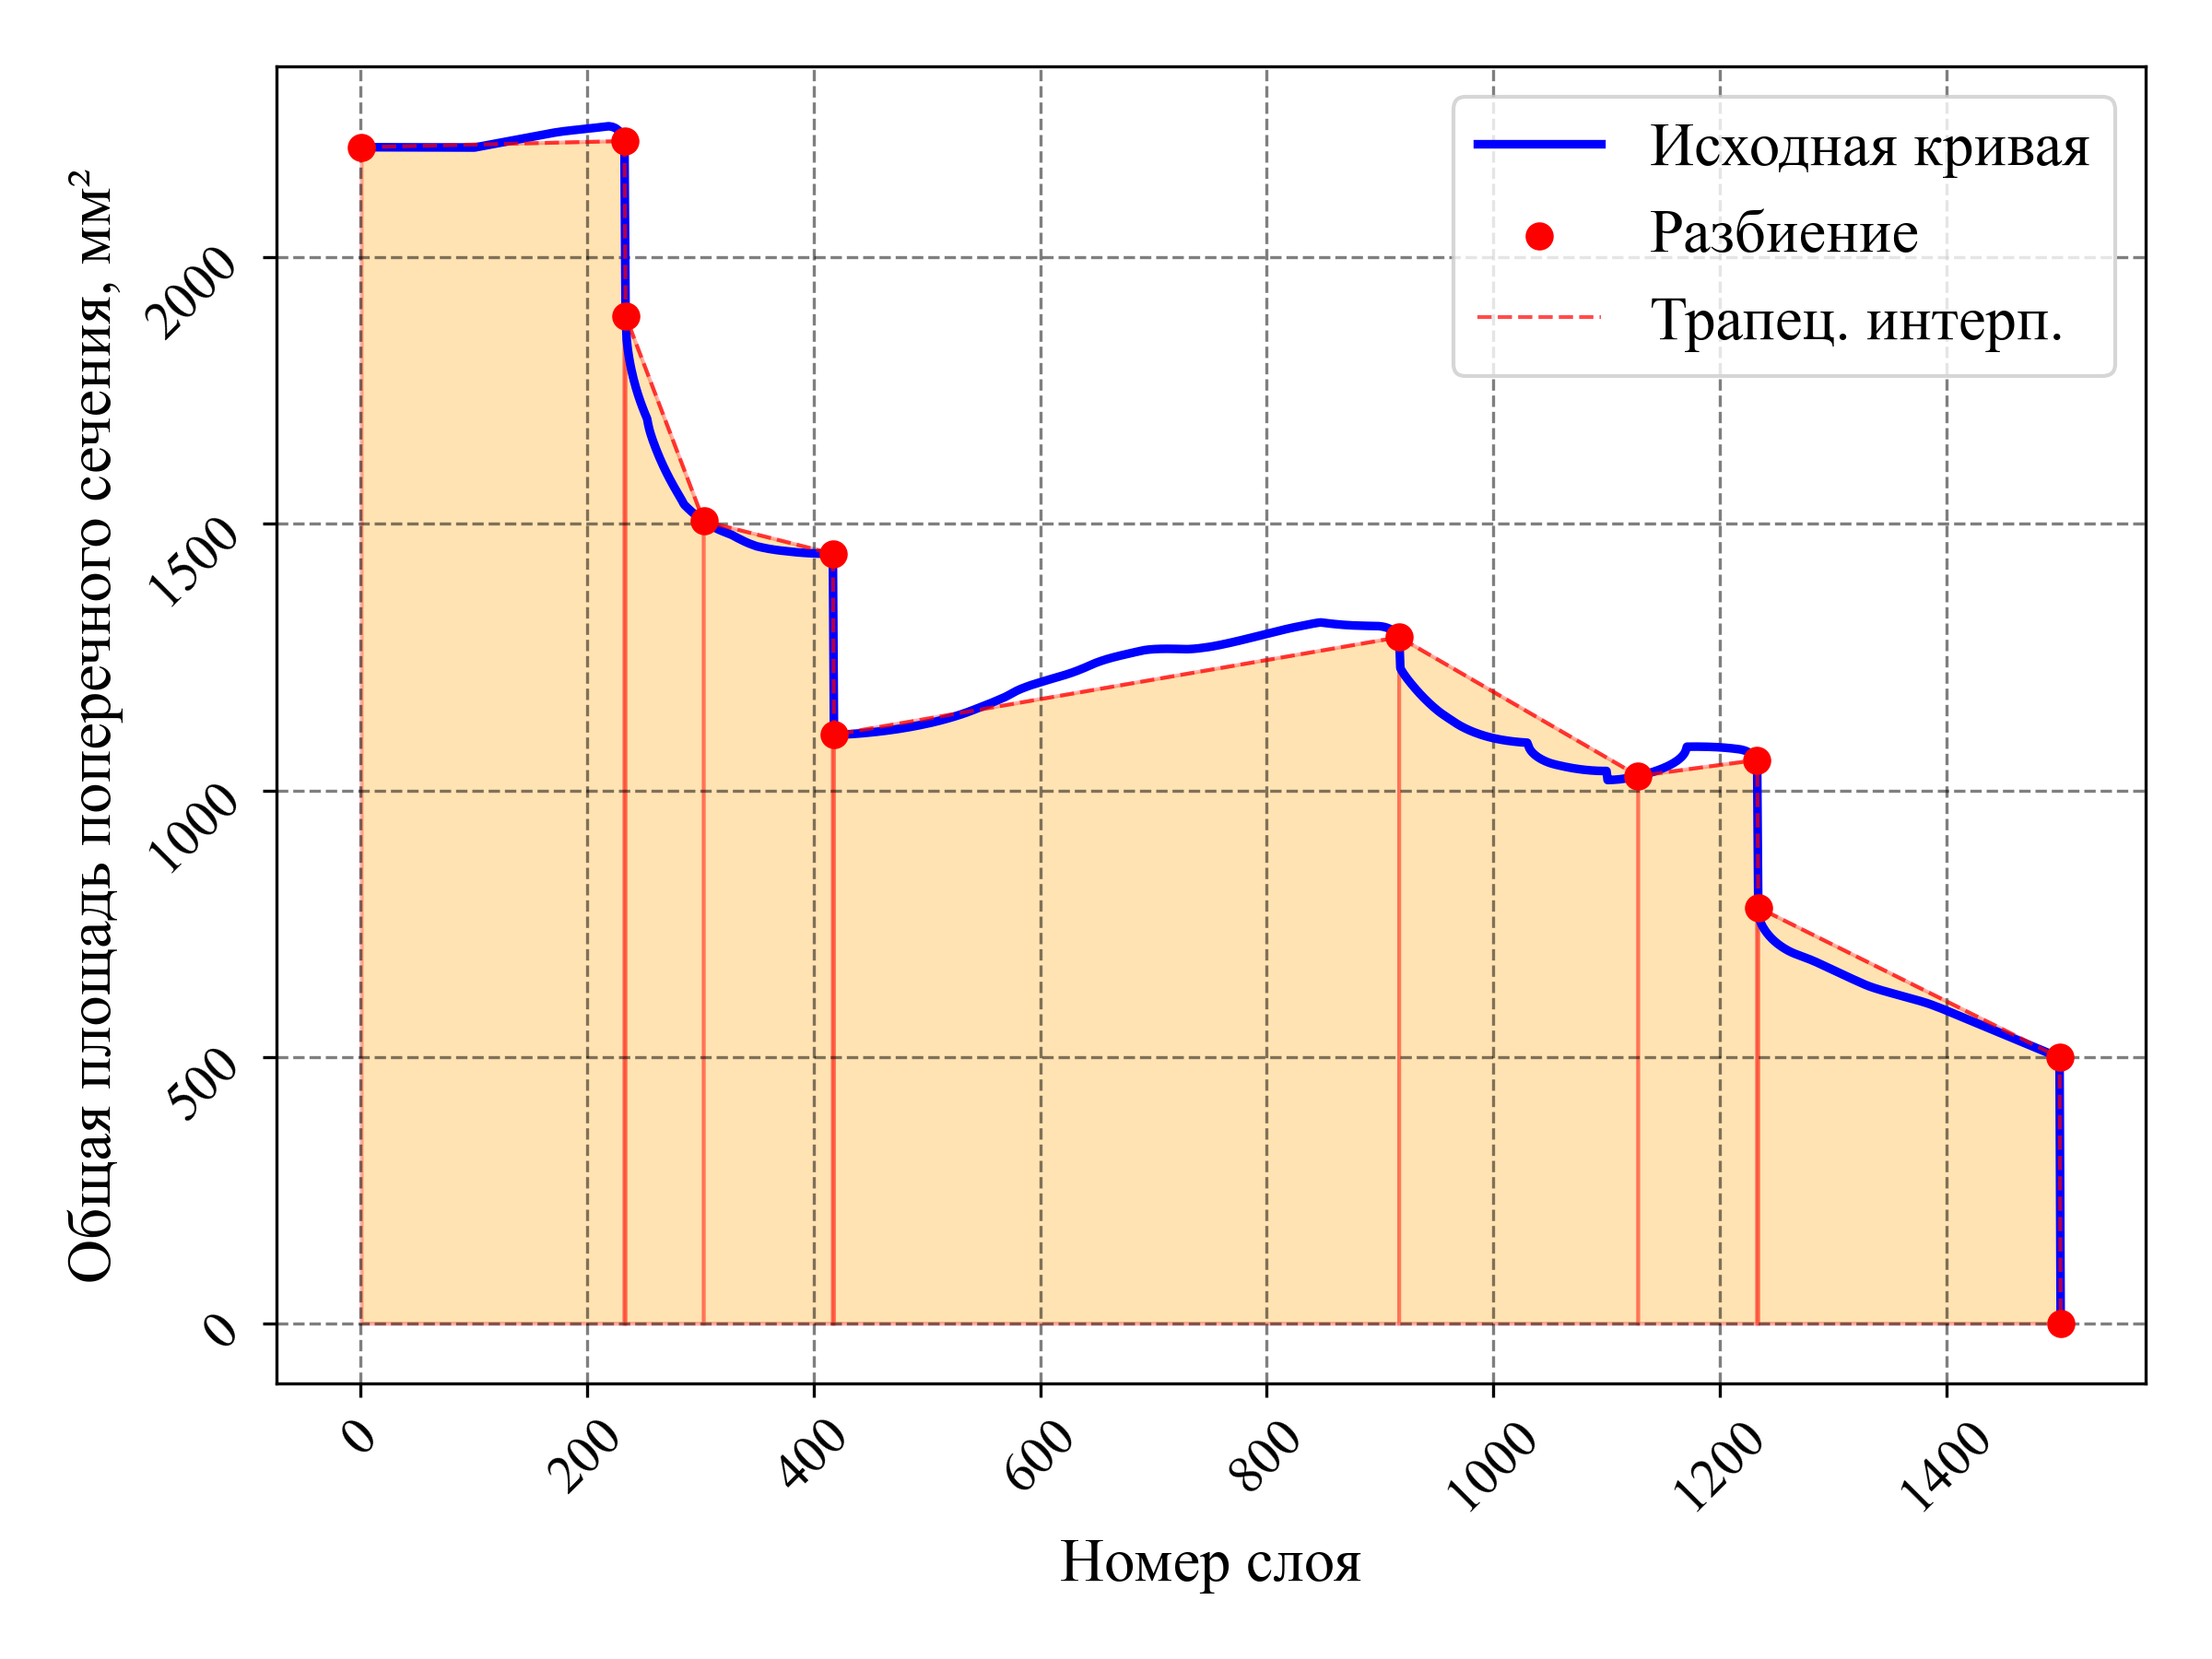 Общая площадь поперечного сечения, мм²
2000
1500
1000
500
0
Исходная кривая
Разбиение
Трапец. интерп.
0 200 400 600 800 1000 1200 1400
Номер слоя